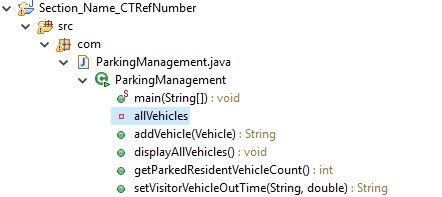 Section_Name_CTRefNumber
src
com
ParkingManagement.java
ParkingManagement
main(String[]) : void
allVehicles
addVehicle(Vehicle) : String
displayAllVehicles() : void
getParkedResidentVehicleCount() : int
setVisitorVehicleOutTime(String, double) : String